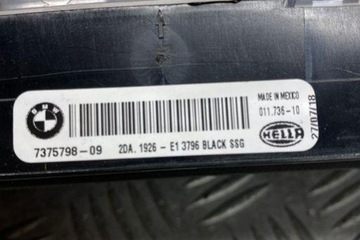 BMW
MADE IN MEXICO
011.736-10
HELLA
7375798-09
2DA.1926 - E1 3796 BLACK SSG
27/07/18